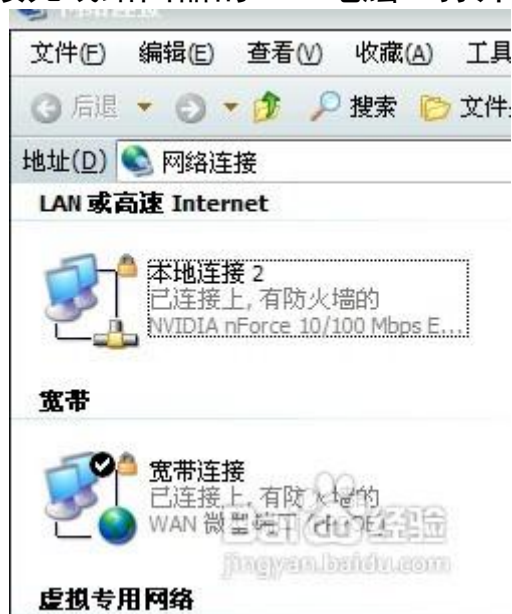 文件(F) 编辑(E) 查看(V) 收藏(A) 工具
后退 搜索 文件
地址(D) 网络连接
LAN 或高速 Internet
本地连接 2
已连接上, 有防火墙的
NVIDIA nForce 10/100 Mbps E...
宽带
宽带连接
已连接上, 有防火墙的
WAN 微型端口
Baidu 经验
jingyan.baidu.com
虚拟专用网络